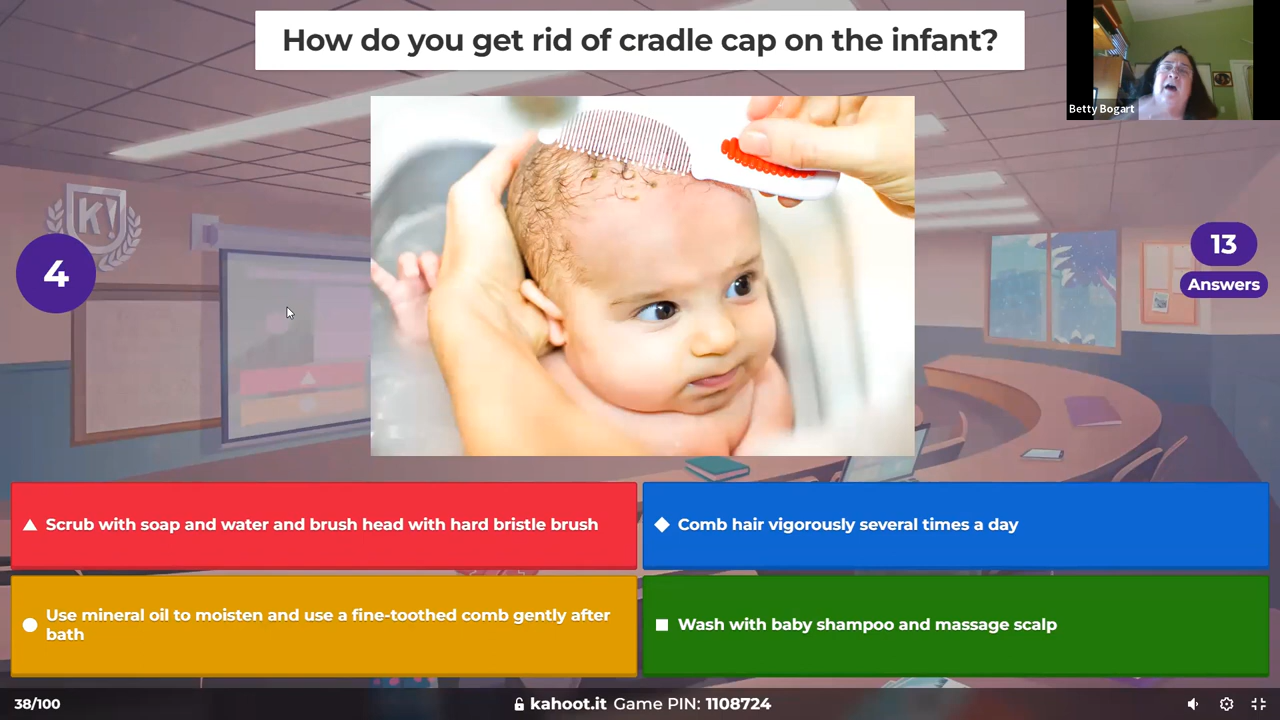 How do you get rid of cradle cap on the infant?
Betty Bogart
K!
4
13
Answers
Scrub with soap and water and brush head with hard bristle brush
Comb hair vigorously several times a day
Use mineral oil to moisten and use a fine-toothed comb gently after
bath
Wash with baby shampoo and massage scalp
38/100
kahoot.it Game PIN: 1108724